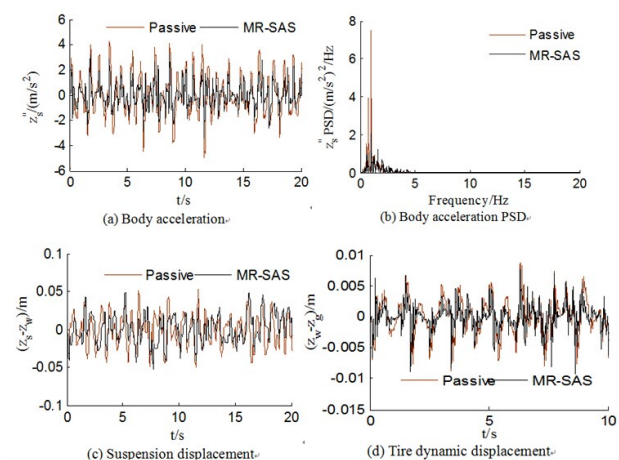 Passive MR-SAS
z̈s/(m/s²)
6
4
2
0
-2
-4
-6
0 5 10 15 20
t/s
(a) Body acceleration
Passive
MR-SAS
z̈s PSD/(m/s²)²/Hz
8
6
4
2
0
0 5 10 15 20
Frequency/Hz
(b) Body acceleration PSD
Passive MR-SAS
(zs-zw)/m
0.1
0.05
0
-0.05
-0.1
0 5 10 15 20
t/s
(c) Suspension displacement
(zw-zg)/m
0.01
0.005
0
-0.005
-0.01
-0.015
Passive MR-SAS
0 5 10
t/s
(d) Tire dynamic displacement